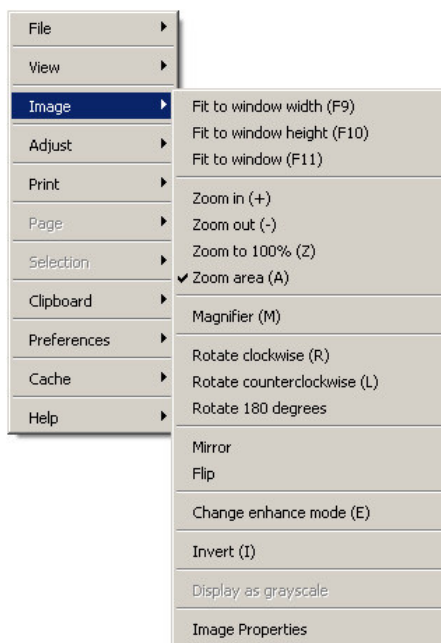 File
View
Image
Adjust
Print
Page
Selection
Clipboard
Preferences
Cache
Help
Fit to window width (F9)
Fit to window height (F10)
Fit to window (F11)
Zoom in (+)
Zoom out (-)
Zoom to 100% (Z)
Zoom area (A)
Magnifier (M)
Rotate clockwise (R)
Rotate counterclockwise (L)
Rotate 180 degrees
Mirror
Flip
Change enhance mode (E)
Invert (I)
Display as grayscale
Image Properties